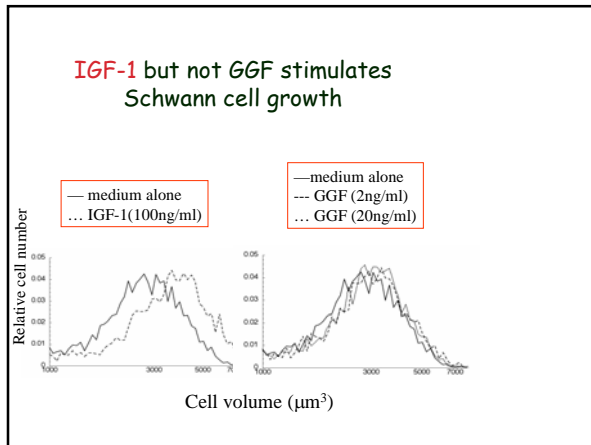 IGF-1 but not GGF stimulates
Schwann cell growth
— medium alone
… IGF-1(100ng/ml)
—medium alone
--- GGF (2ng/ml)
… GGF (20ng/ml)
Relative cell number
0.05
0.04
0.03
0.02
0.01
0
1000
3000
5000
0.05
0.04
0.03
0.02
0.01
0
1000
3000
5000
7000
Cell volume (μm³)